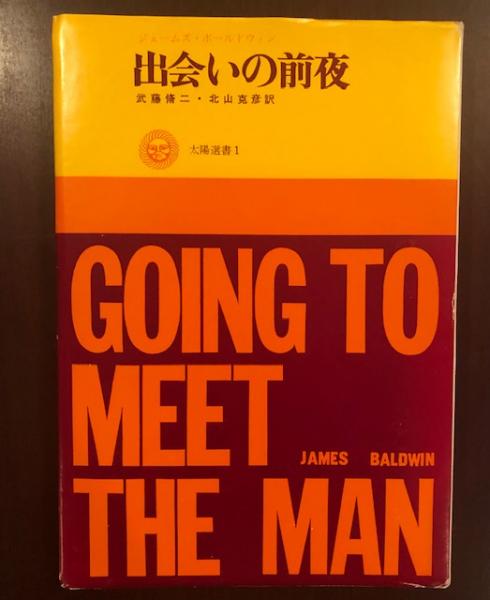 ジェームズ・ボールドウィン
出会いの前夜
武藤脩二・北山克彦訳
太陽選書1
GOING TO
MEET
JAMES BALDWIN
THE MAN